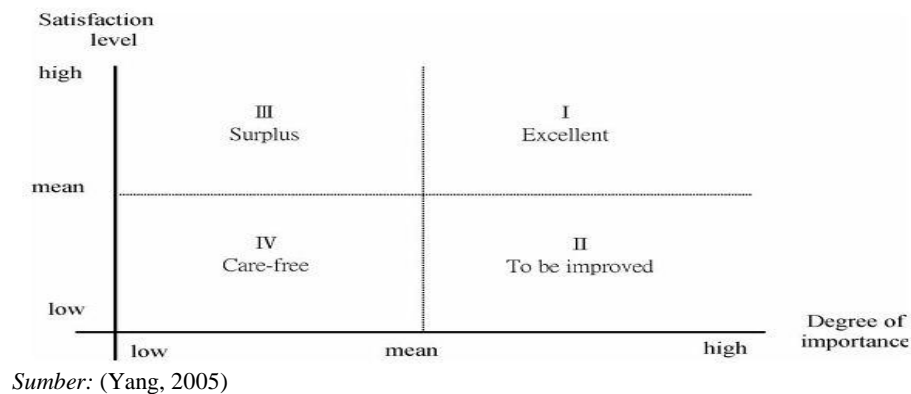 Satisfaction
level
high
III
Surplus
I
Excellent
mean
IV
Care-free
II
To be improved
low
low
mean
high
Degree of
importance
Sumber: (Yang, 2005)